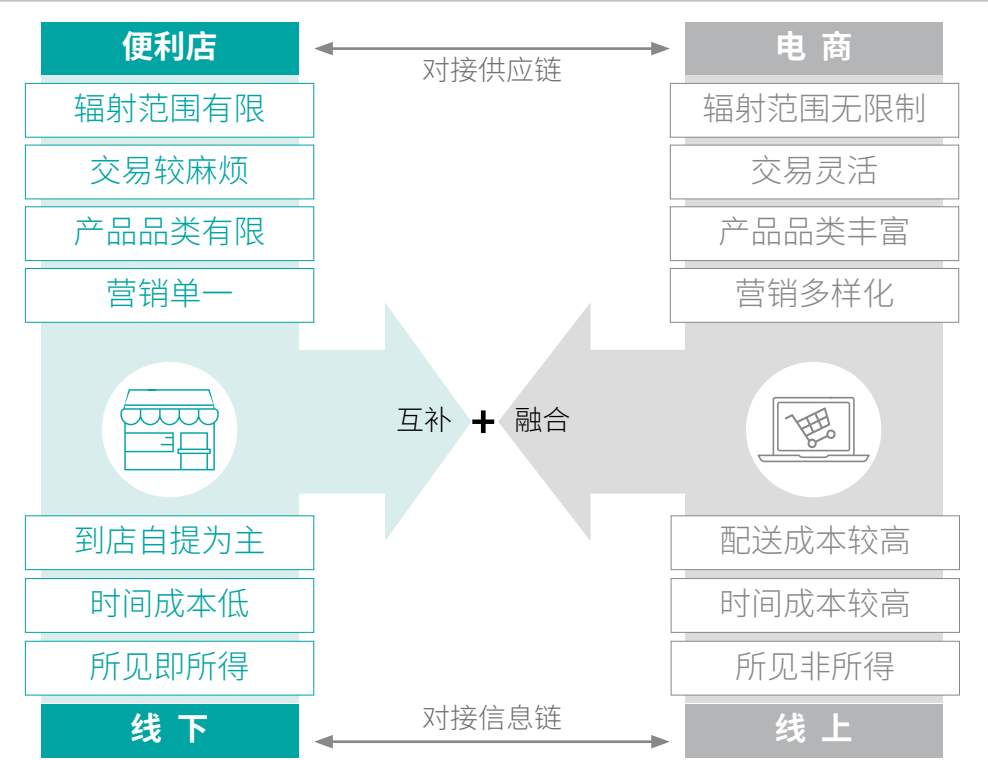 便利店
电 商
对接供应链
辐射范围有限
辐射范围无限制
交易较麻烦
交易灵活
产品品类有限
产品品类丰富
营销单一
营销多样化
互补 + 融合
到店自提为主
配送成本较高
时间成本低
时间成本较高
所见即所得
所见非所得
线 下
对接信息链
线 上